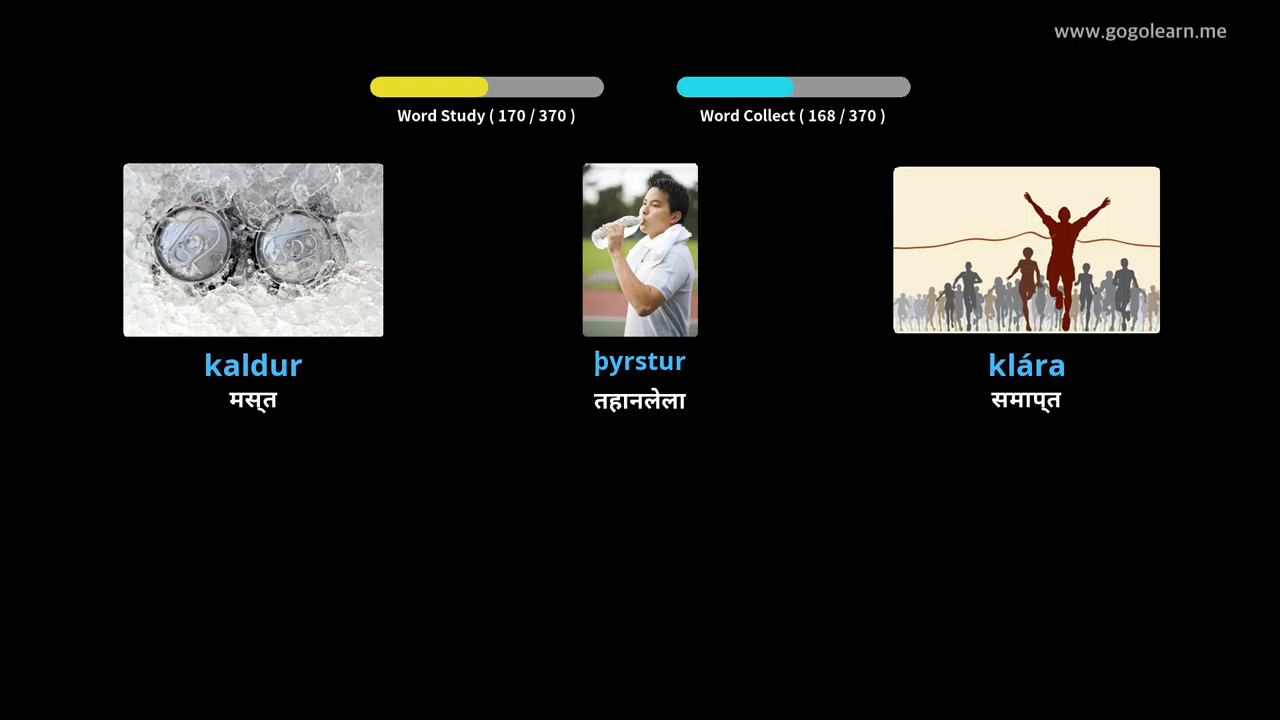 www.gogolearn.me
Word Study ( 170 / 370 )
Word Collect ( 168 / 370 )
kaldur
मस्त
þyrstur
तहानलेला
klára
समाप्त